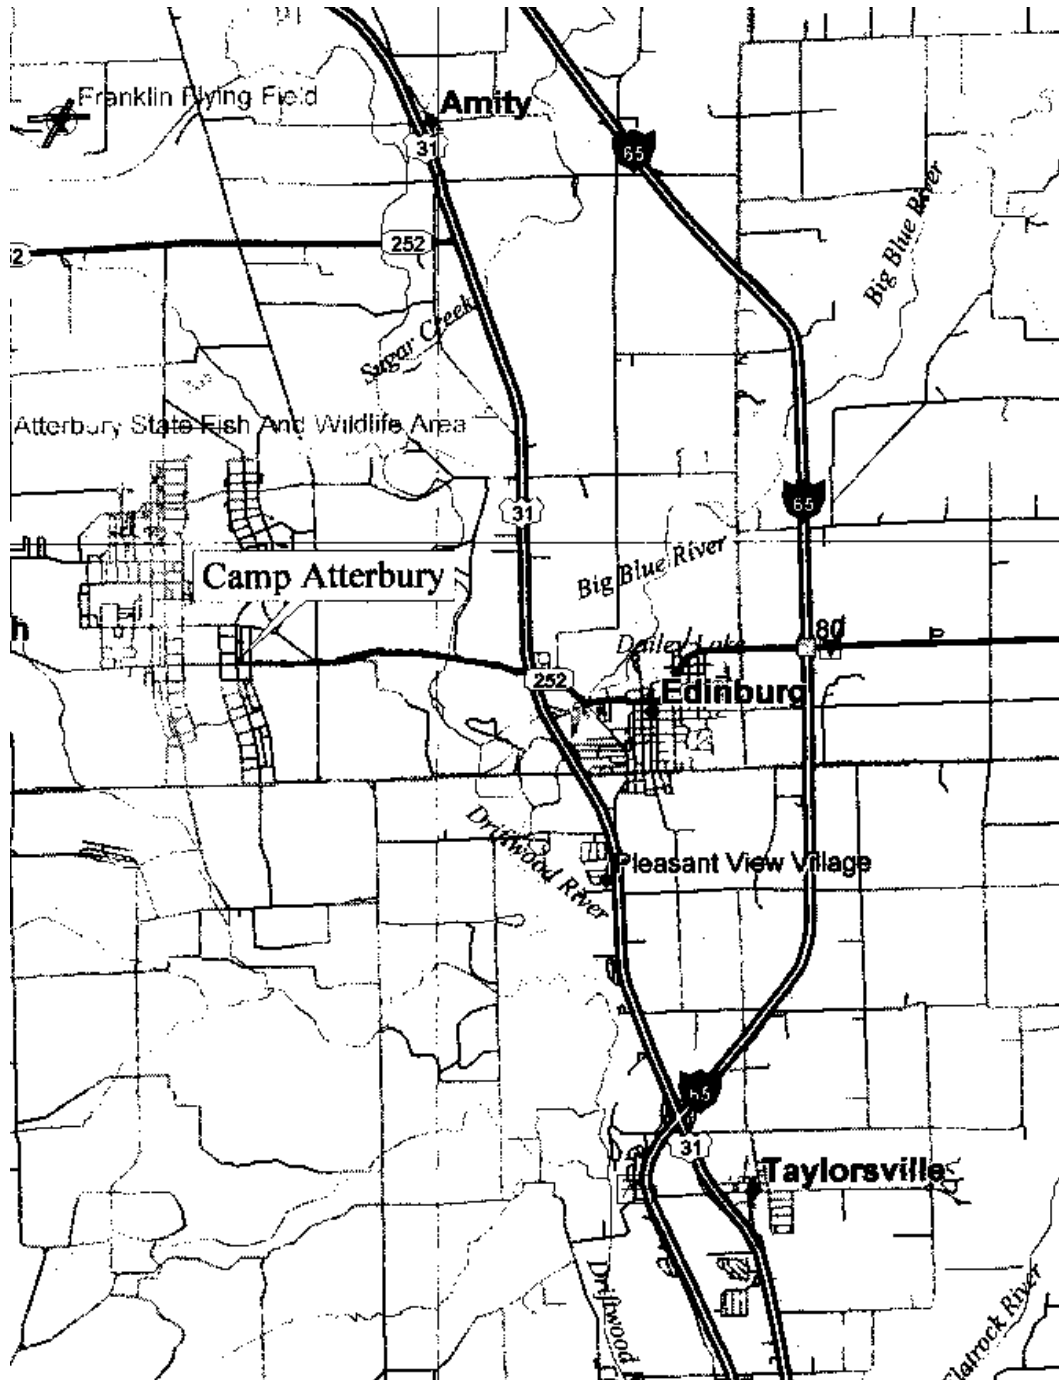 Franklin Flying Field
Amity
31
65
Big Blue River
252
Sugar Creek
Atterbury State Fish And Wildlife Area
31
65
Big Blue River
Camp Atterbury
h
Dailey Lake
80
252
Edinburg
Driftwood River
Pleasant View Village
65
31
Taylorsville
Driftwood
Flatrock River